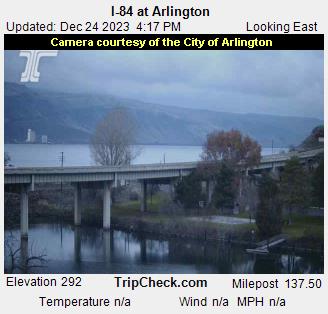 I-84 at Arlington
Updated: Dec 24 2023 4:17 PM Looking East
Camera courtesy of the City of Arlington
Elevation 292 TripCheck.com Milepost 137.50
Temperature n/a Wind n/a MPH n/a